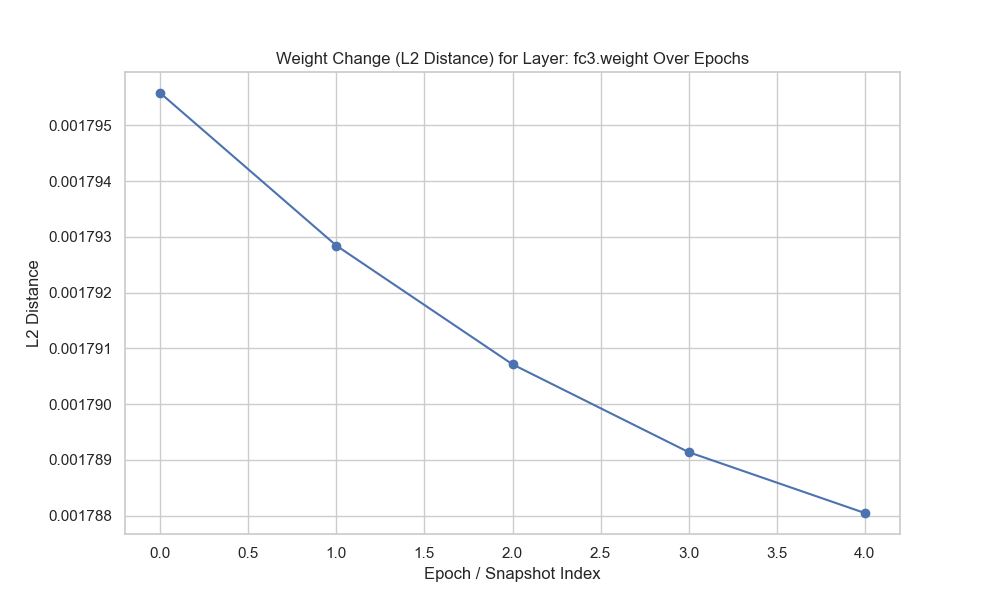 Weight Change (L2 Distance) for Layer: fc3.weight Over Epochs
0.001795
0.001794
0.001793
0.001792
0.001791
0.001790
0.001789
0.001788
L2 Distance
0.0 0.5 1.0 1.5 2.0 2.5 3.0 3.5 4.0
Epoch / Snapshot Index